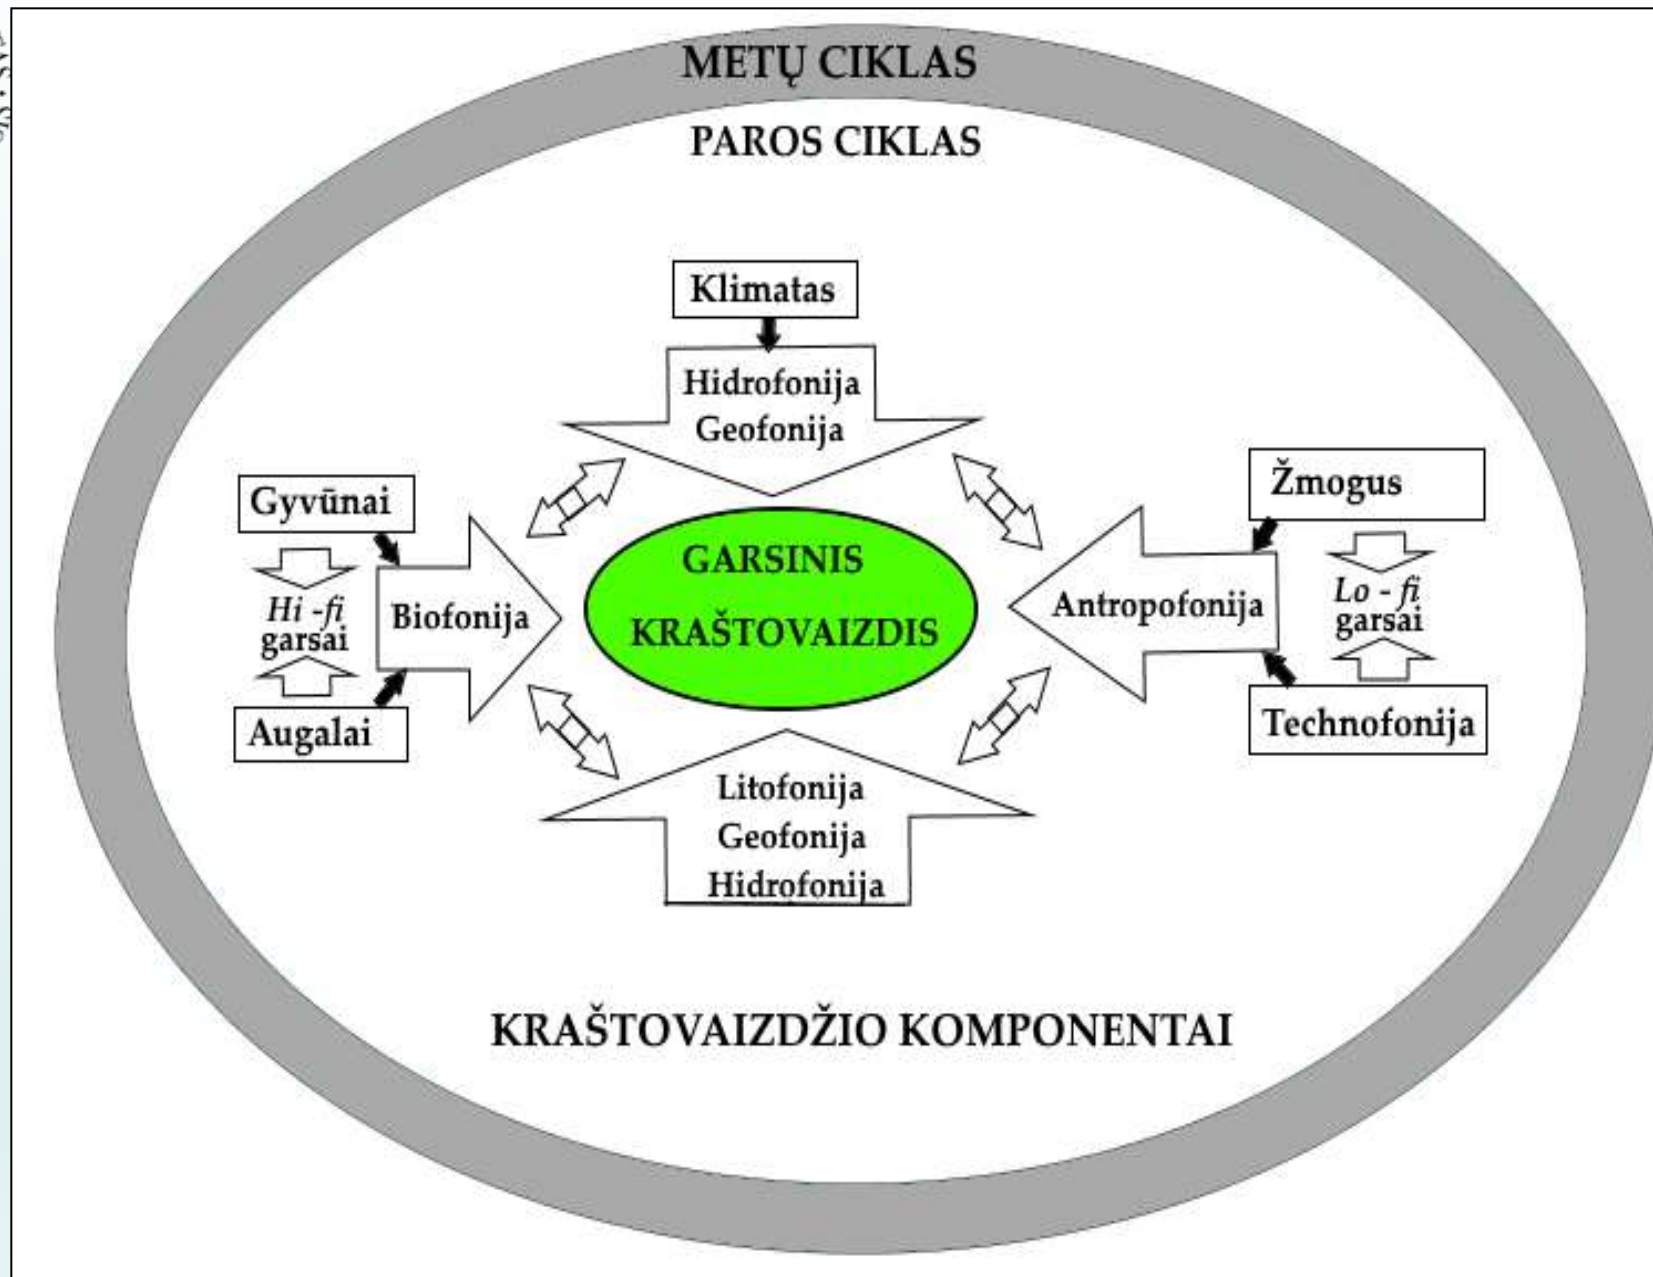 METŲ CIKLAS
PAROS CIKLAS
Klimatas
Hidrofonija
Geofonija
Gyvūnai
Žmogus
GARSINIS
KRAŠTOVAIZDIS
Hi -fi
garsai
Biofonija
Antropofonija
Lo - fi
garsai
Augalai
Technofonija
Litofonija
Geofonija
Hidrofonija
KRAŠTOVAIZDŽIO KOMPONENTAI